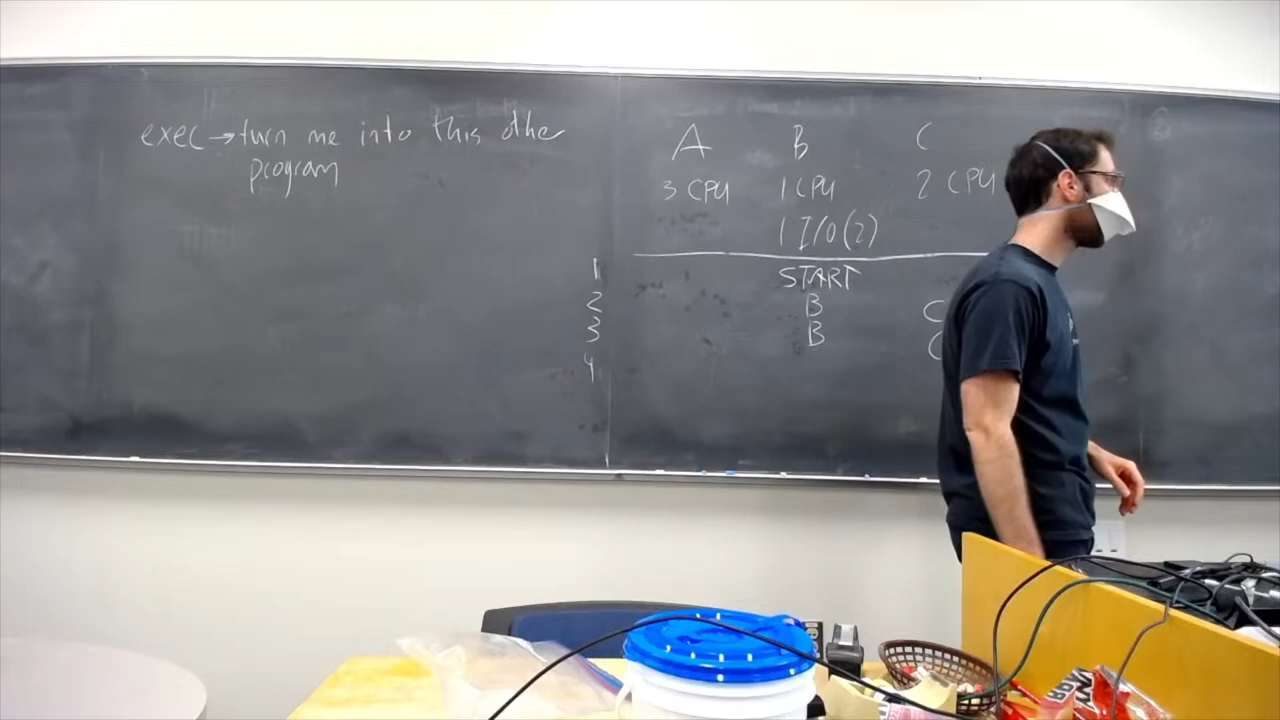 exec → turn me into this other
program
A B C
3 CPU 1 CPU 2 CPU
1 I/O (2)
1 START
2 B C
3 B C
4